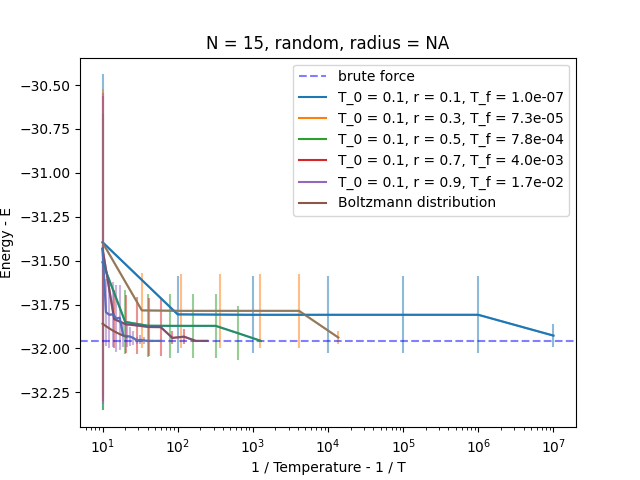 N = 15, random, radius = NA
brute force
T_0 = 0.1, r = 0.1, T_f = 1.0e-07
T_0 = 0.1, r = 0.3, T_f = 7.3e-05
T_0 = 0.1, r = 0.5, T_f = 7.8e-04
T_0 = 0.1, r = 0.7, T_f = 4.0e-03
T_0 = 0.1, r = 0.9, T_f = 1.7e-02
Boltzmann distribution
Energy - E
−30.50
−30.75
−31.00
−31.25
−31.50
−31.75
−32.00
−32.25
10¹ 10² 10³ 10⁴ 10⁵ 10⁶ 10⁷
1 / Temperature - 1 / T